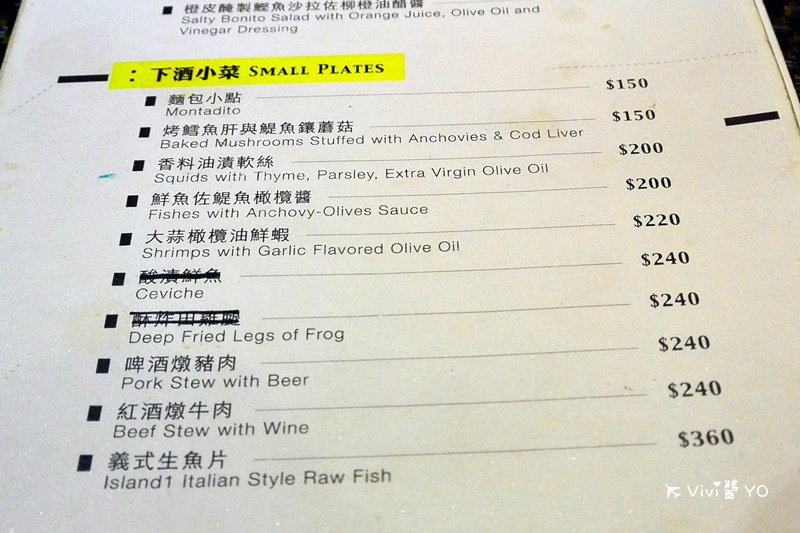 橙皮醃製鰹魚沙拉佐柳橙油醋醬
Salty Bonito Salad with Orange Juice, Olive Oil and
Vinegar Dressing
：下酒小菜 SMALL PLATES
麵包小點 $150
Montadito
烤鱈魚肝與鯷魚鑲蘑菇 $150
Baked Mushrooms Stuffed with Anchovies & Cod Liver
香料油漬軟絲 $200
Squids with Thyme, Parsley, Extra Virgin Olive Oil
鮮魚佐鯷魚橄欖醬 $200
Fishes with Anchovy-Olives Sauce
大蒜橄欖油鮮蝦 $220
Shrimps with Garlic Flavored Olive Oil
酸漬鮮魚 $240
Ceviche
酥炸田雞腿 $240
Deep Fried Legs of Frog
啤酒燉豬肉 $240
Pork Stew with Beer
紅酒燉牛肉 $240
Beef Stew with Wine
義式生魚片 $360
Island1 Italian Style Raw Fish
Vivi醬YO